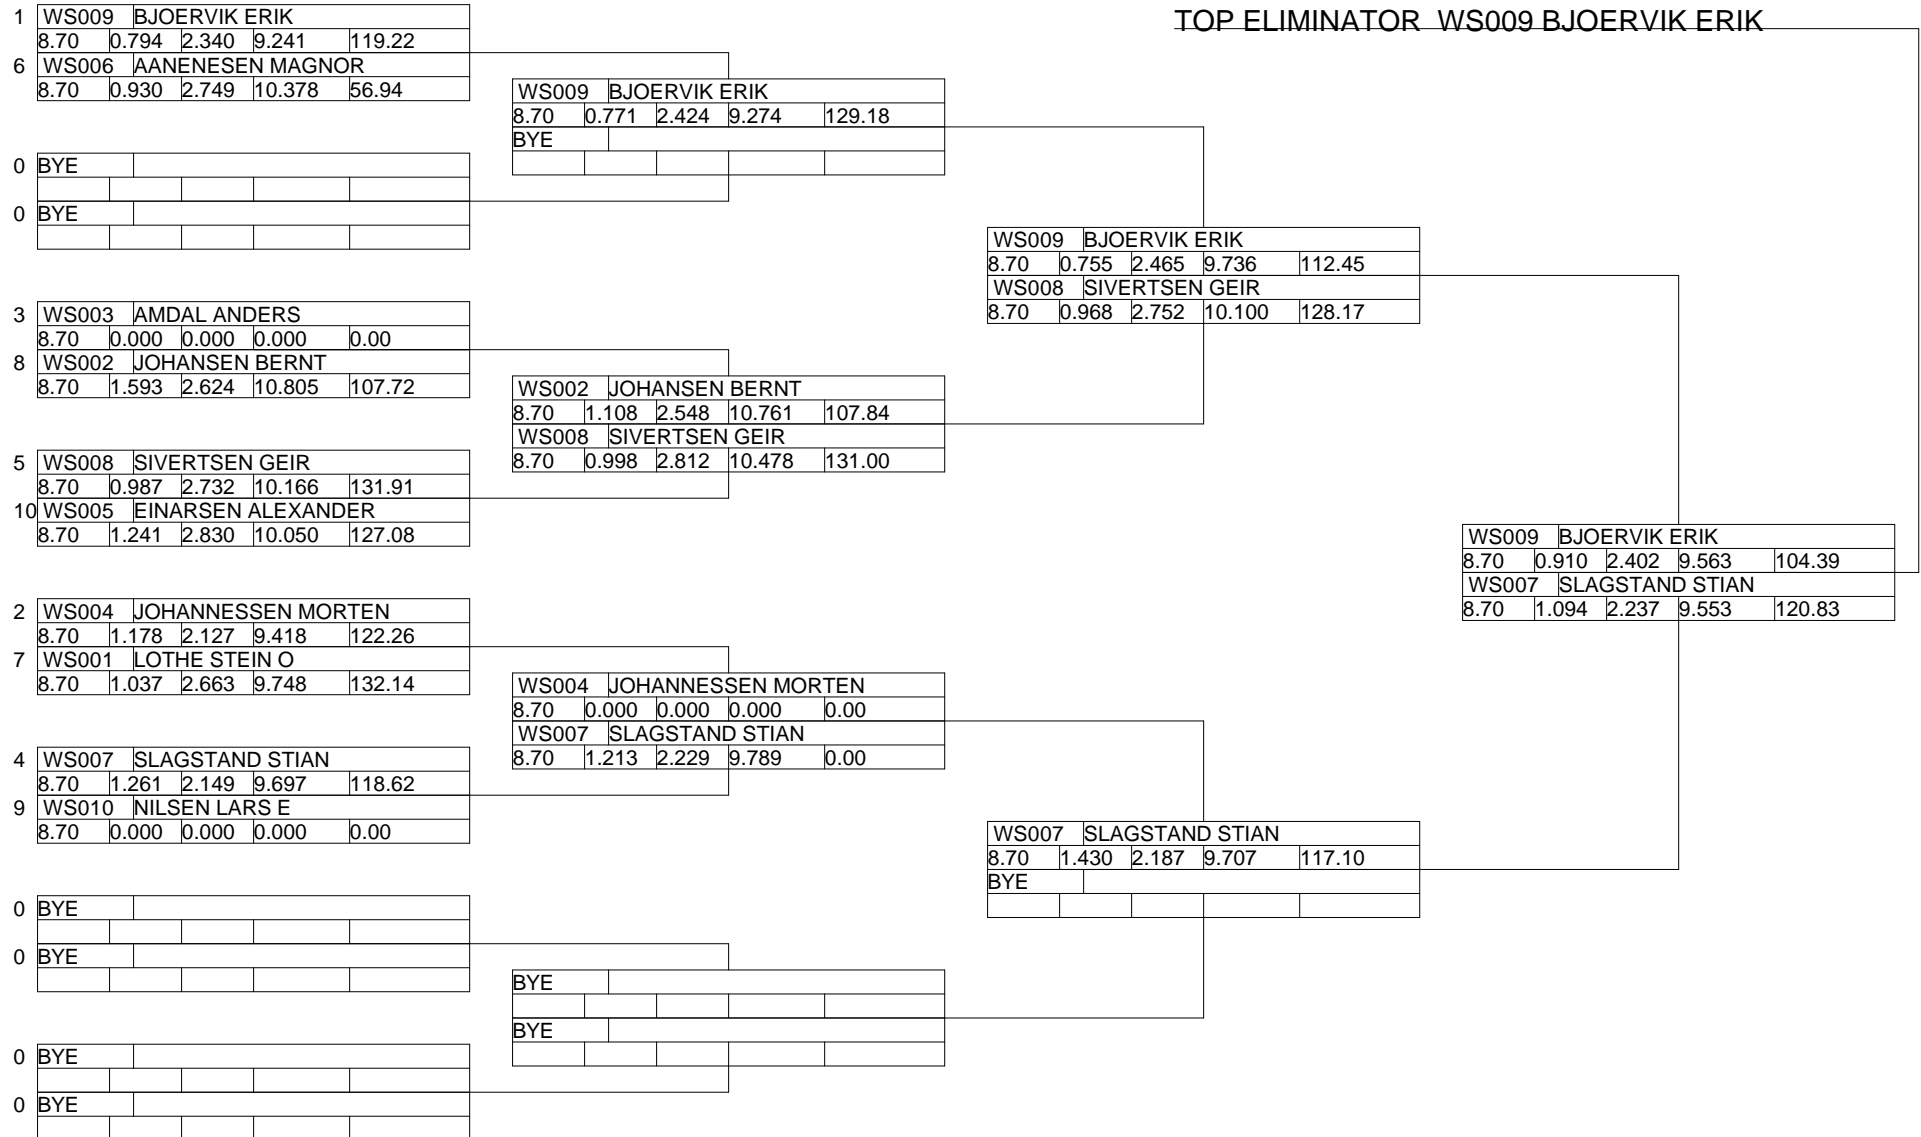 TOP ELIMINATOR WS009 BJOERVIK ERIK
1 WS009 BJOERVIK ERIK
8.70 0.794 2.340 9.241 119.22
6 WS006 AANENESEN MAGNOR
8.70 0.930 2.749 10.378 56.94
0 BYE
0 BYE
3 WS003 AMDAL ANDERS
8.70 0.000 0.000 0.000 0.00
8 WS002 JOHANSEN BERNT
8.70 1.593 2.624 10.805 107.72
5 WS008 SIVERTSEN GEIR
8.70 0.987 2.732 10.166 131.91
10 WS005 EINARSEN ALEXANDER
8.70 1.241 2.830 10.050 127.08
2 WS004 JOHANNESSEN MORTEN
8.70 1.178 2.127 9.418 122.26
7 WS001 LOTHE STEIN O
8.70 1.037 2.663 9.748 132.14
4 WS007 SLAGSTAND STIAN
8.70 1.261 2.149 9.697 118.62
9 WS010 NILSEN LARS E
8.70 0.000 0.000 0.000 0.00
0 BYE
0 BYE
0 BYE
0 BYE
WS009 BJOERVIK ERIK
8.70 0.771 2.424 9.274 129.18
BYE
WS002 JOHANSEN BERNT
8.70 1.108 2.548 10.761 107.84
WS008 SIVERTSEN GEIR
8.70 0.998 2.812 10.478 131.00
WS004 JOHANNESSEN MORTEN
8.70 0.000 0.000 0.000 0.00
WS007 SLAGSTAND STIAN
8.70 1.213 2.229 9.789 0.00
BYE
BYE
WS009 BJOERVIK ERIK
8.70 0.755 2.465 9.736 112.45
WS008 SIVERTSEN GEIR
8.70 0.968 2.752 10.100 128.17
WS007 SLAGSTAND STIAN
8.70 1.430 2.187 9.707 117.10
BYE
WS009 BJOERVIK ERIK
8.70 0.910 2.402 9.563 104.39
WS007 SLAGSTAND STIAN
8.70 1.094 2.237 9.553 120.83